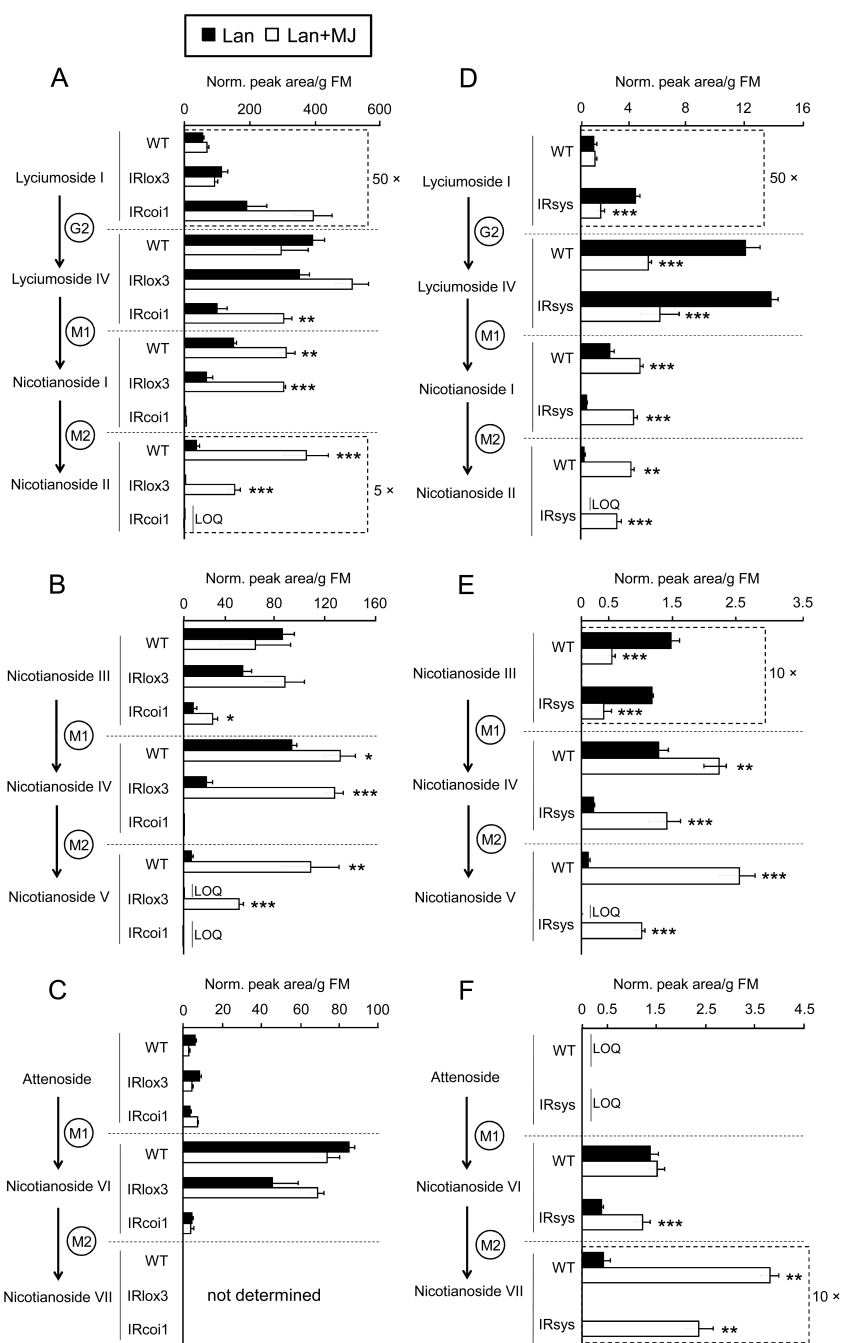 Lan Lan+MJ
A
Norm. peak area/g FM
0 200 400 600
WT
Lyciumoside I IRlox3 50 ×
IRcoi1
G2
WT
Lyciumoside IV IRlox3
IRcoi1 **
M1
WT **
Nicotianoside I IRlox3 ***
IRcoi1
M2
WT ***
Nicotianoside II IRlox3 *** 5 ×
IRcoi1 LOQ
D
Norm. peak area/g FM
0 4 8 12 16
WT
Lyciumoside I 50 ×
IRsys ***
G2
WT ***
Lyciumoside IV
IRsys ***
M1
WT ***
Nicotianoside I
IRsys ***
M2
WT **
Nicotianoside II LOQ
IRsys ***
B
Norm. peak area/g FM
0 40 80 120 160
WT
Nicotianoside III IRlox3
IRcoi1 *
M1
WT *
Nicotianoside IV IRlox3 ***
IRcoi1
M2
WT **
LOQ
Nicotianoside V IRlox3 ***
IRcoi1 LOQ
E
Norm. peak area/g FM
0 0.5 1.5 2.5 3.5
WT ***
Nicotianoside III 10 ×
IRsys ***
M1
WT **
Nicotianoside IV
IRsys ***
M2
WT ***
Nicotianoside V LOQ
IRsys ***
C
Norm. peak area/g FM
0 20 40 60 80 100
WT
Attenoside IRlox3
IRcoi1
M1
WT
Nicotianoside VI IRlox3
IRcoi1
M2
WT
Nicotianoside VII IRlox3 not determined
IRcoi1
F
Norm. peak area/g FM
0 0.5 1.5 2.5 3.5 4.5
WT LOQ
Attenoside
IRsys LOQ
M1
WT
Nicotianoside VI
IRsys ***
M2
WT **
Nicotianoside VII 10 ×
IRsys **